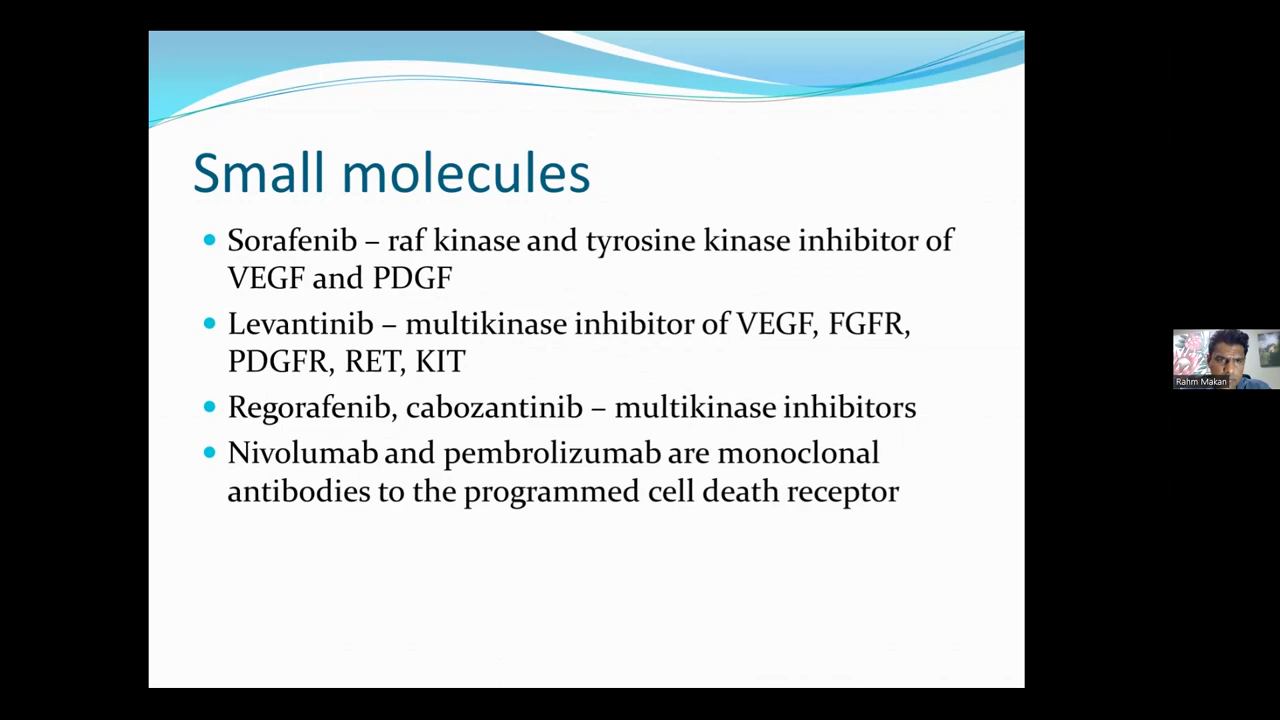 Small molecules
• Sorafenib – raf kinase and tyrosine kinase inhibitor of
VEGF and PDGF
• Levantinib – multikinase inhibitor of VEGF, FGFR,
PDGFR, RET, KIT
• Regorafenib, cabozantinib – multikinase inhibitors
• Nivolumab and pembrolizumab are monoclonal
antibodies to the programmed cell death receptor
Rahm Makan